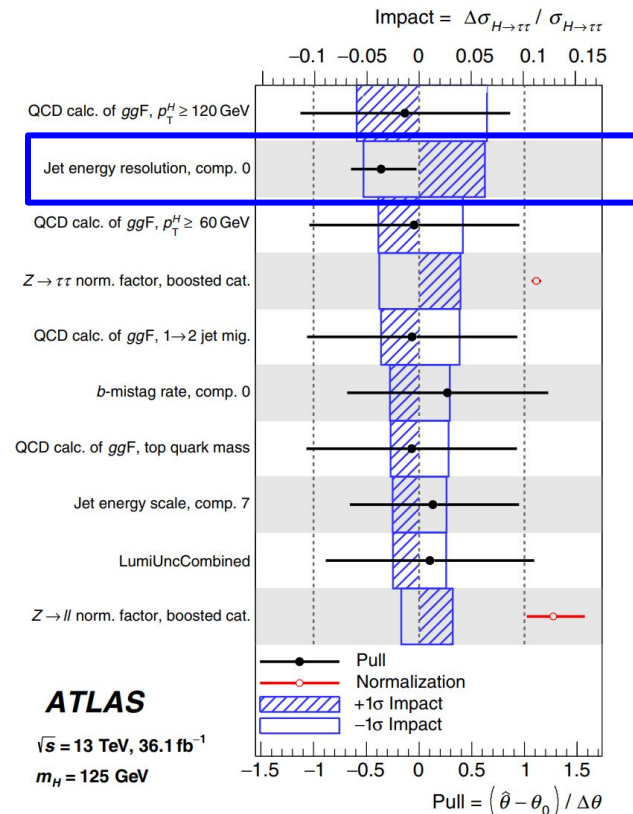 Impact = Δσ_{H→ττ} / σ_{H→ττ}
−0.1 −0.05 0 0.05 0.1 0.15
QCD calc. of ggF, p_T^H ≥ 120 GeV
Jet energy resolution, comp. 0
QCD calc. of ggF, p_T^H ≥ 60 GeV
Z→ττ norm. factor, boosted cat.
QCD calc. of ggF, 1→2 jet mig.
b-mistag rate, comp. 0
QCD calc. of ggF, top quark mass
Jet energy scale, comp. 7
LumiUncCombined
Z→ll norm. factor, boosted cat.
Pull
Normalization
+1σ Impact
−1σ Impact
ATLAS
√s = 13 TeV, 36.1 fb⁻¹
m_H = 125 GeV
−1.5 −1 −0.5 0 0.5 1 1.5
Pull = (θ̂ − θ₀) / Δθ